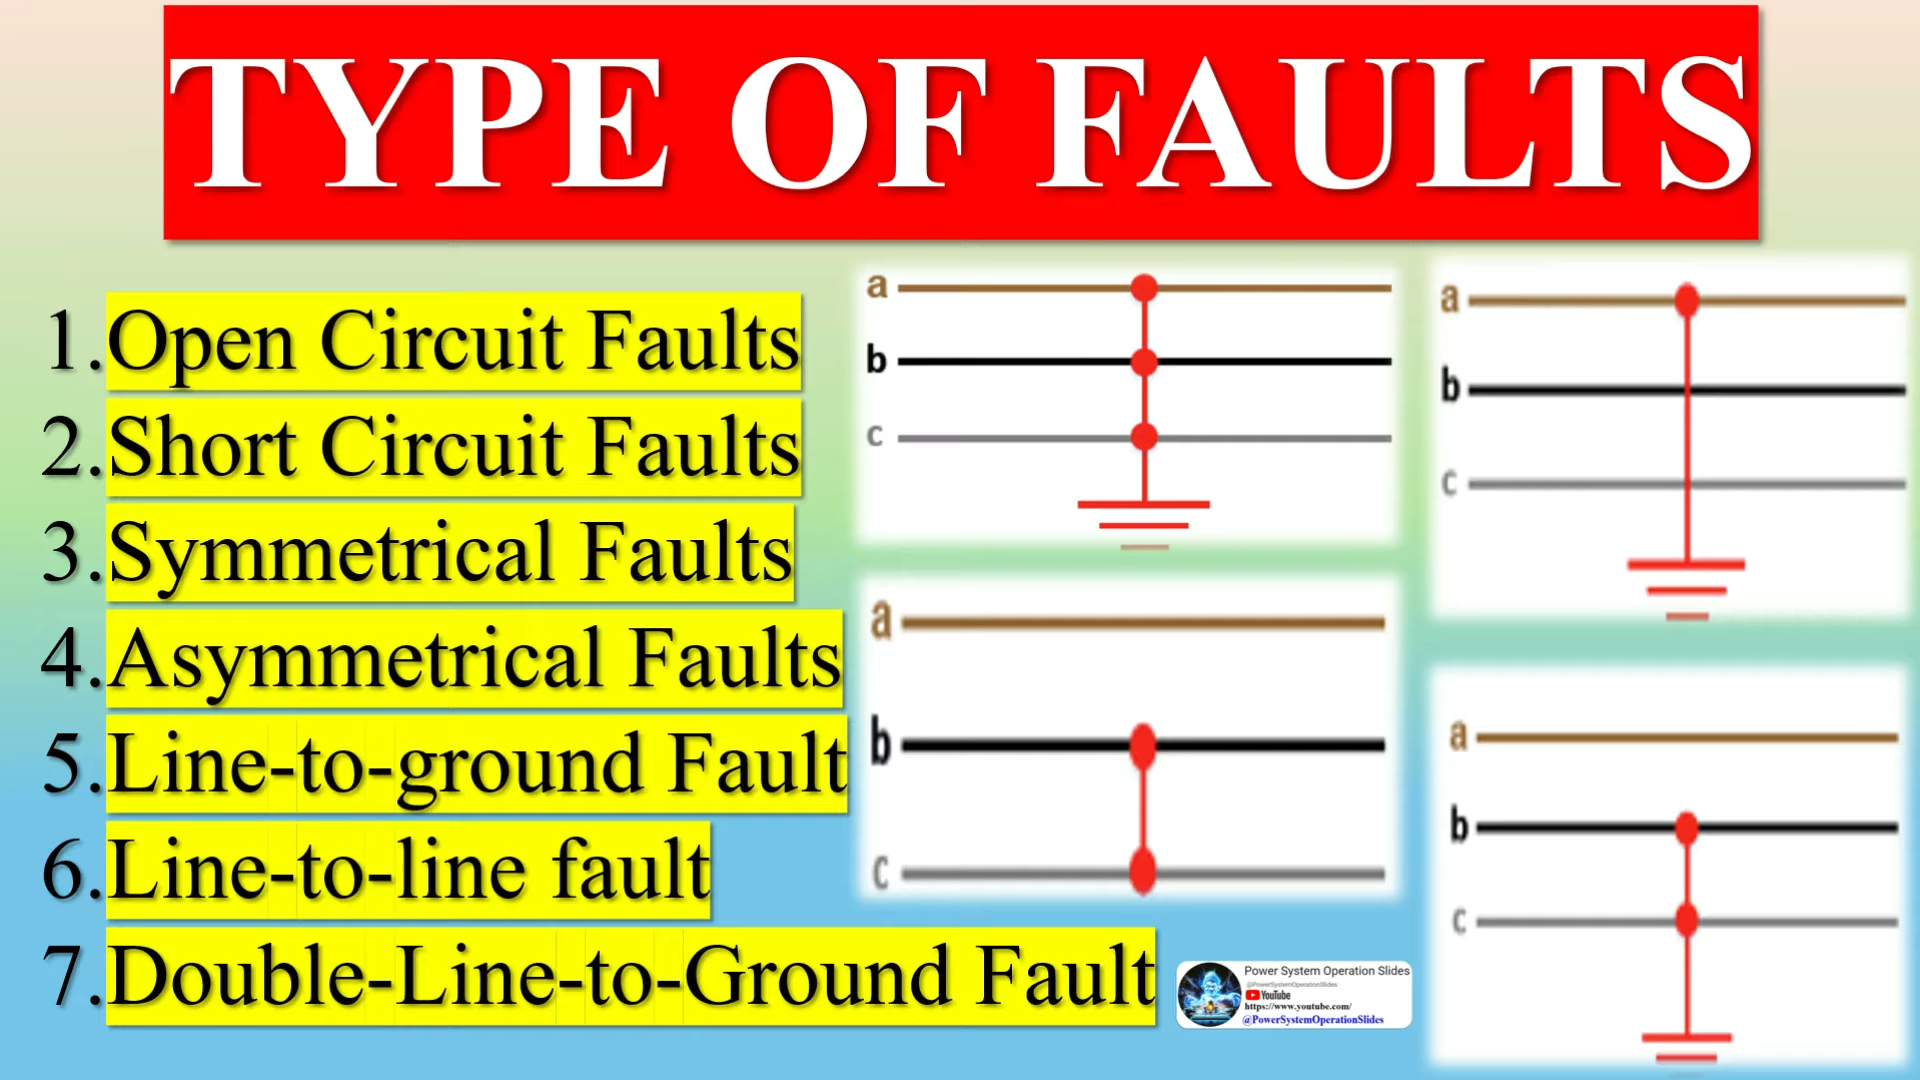 TYPE OF FAULTS
1.Open Circuit Faults
2.Short Circuit Faults
3.Symmetrical Faults
4.Asymmetrical Faults
5.Line-to-ground Fault
6.Line-to-line fault
7.Double-Line-to-Ground Fault
a
b
c
a
b
c
a
b
c
a
b
c
Power System Operation Slides
@PowerSystemOperationSlides
YouTube
https://www.youtube.com/
@PowerSystemOperationSlides